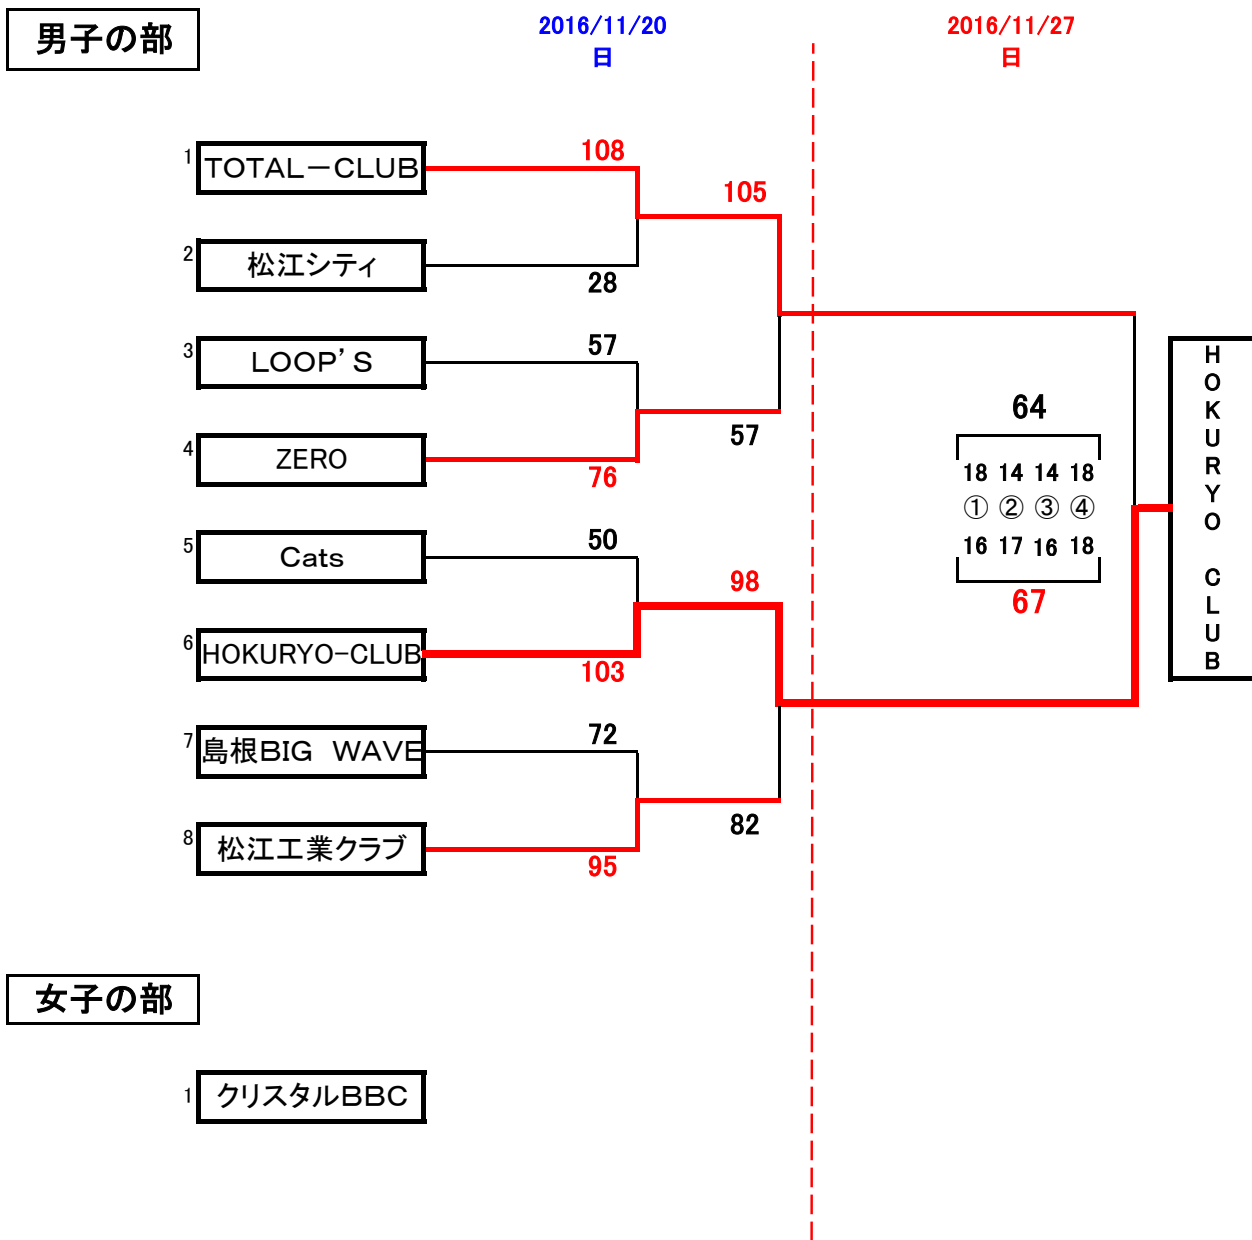 男子の部
2016/11/20
日
2016/11/27
日
1
TOTAL－CLUB
108
105
2
松江シティ
28
3
LOOP’S
57
4
ZERO
76
57
5
Cats
50
98
6
HOKURYO-CLUB
103
7
島根BIG　WAVE
72
8
松江工業クラブ
95
82
64
18 14 14 18
① ② ③ ④
16 17 16 18
67
HOKURYO　CLUB
女子の部
1
クリスタルBBC